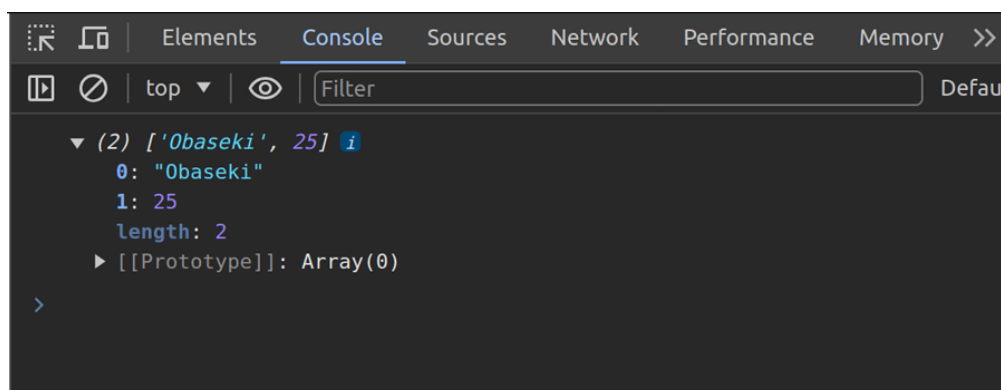 Elements Console Sources Network Performance Memory >>
top ▼ Filter Defau
▼ (2) ['Obaseki', 25] i
0: "Obaseki"
1: 25
length: 2
▶ [[Prototype]]: Array(0)
>